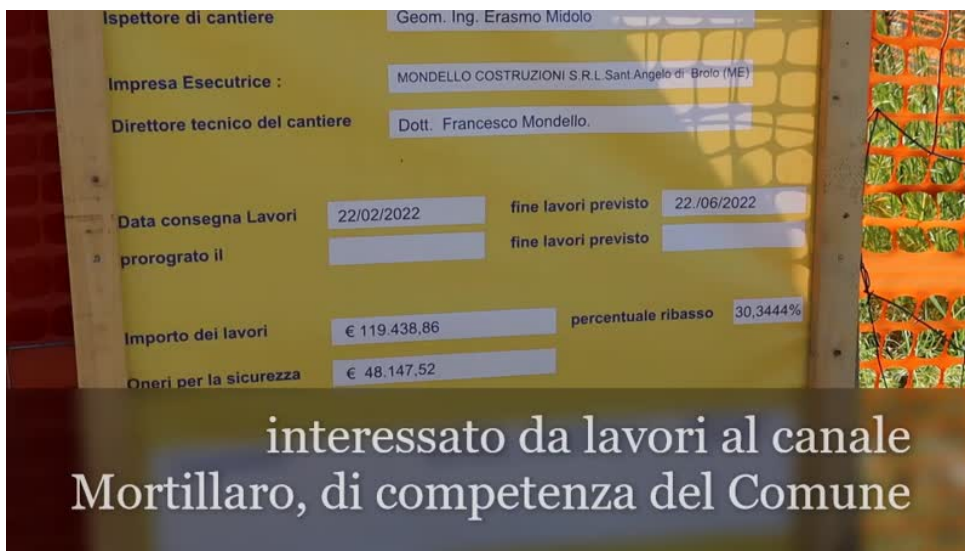 Ispettore di cantiere Geom. Ing. Erasmo Midolo
Impresa Esecutrice : MONDELLO COSTRUZIONI S.R.L.Sant.Angelo di Brolo (ME)
Direttore tecnico del cantiere Dott. Francesco Mondello.
Data consegna Lavori 22/02/2022 fine lavori previsto 22./06/2022
prorograto il fine lavori previsto
Importo dei lavori € 119.438,86 percentuale ribasso 30,3444%
Oneri per la sicurezza € 48.147,52
interessato da lavori al canale
Mortillaro, di competenza del Comune